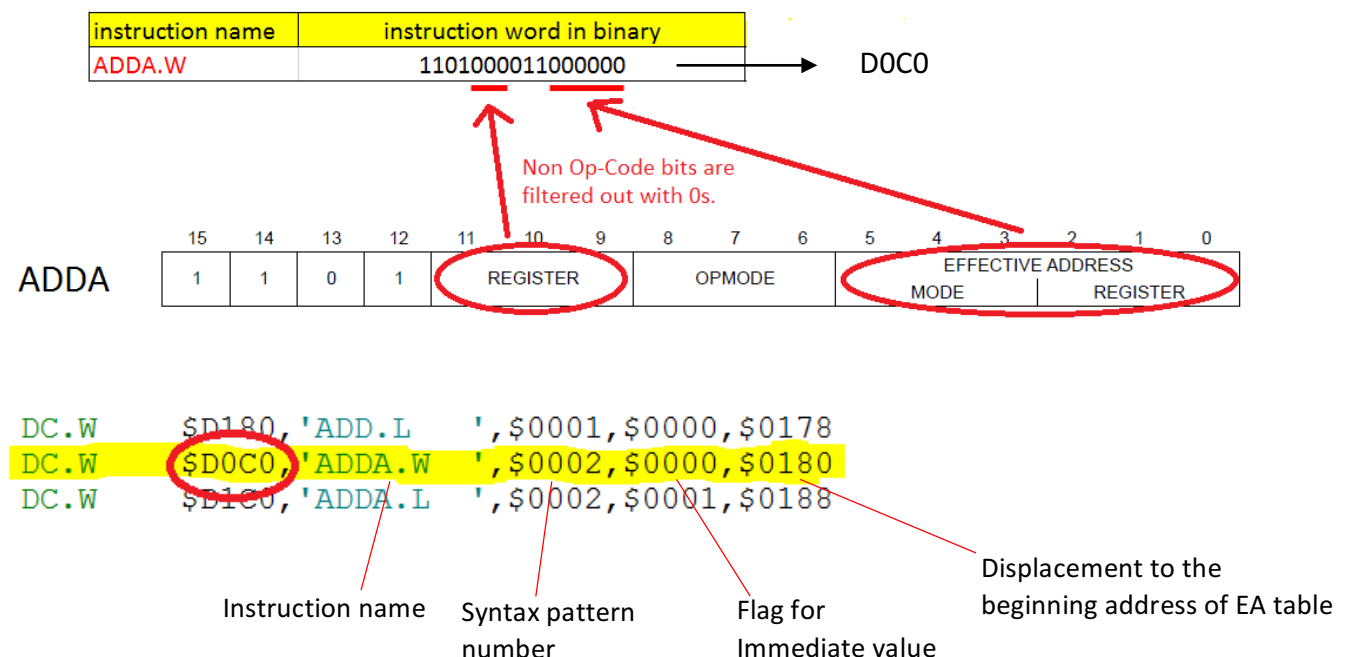 instruction name instruction word in binary
ADDA.W 1101000011000000 D0C0
Non Op-Code bits are
filtered out with 0s.
15 14 13 12 11 10 9 8 7 6 5 4 3 2 1 0
ADDA 1 1 0 1 REGISTER OPMODE EFFECTIVE ADDRESS
MODE REGISTER
DC.W $D180,'ADD.L ',$0001,$0000,$0178
DC.W $D0C0,'ADDA.W ',$0002,$0000,$0180
DC.W $D1C0,'ADDA.L ',$0002,$0001,$0188
Instruction name
Syntax pattern
number
Flag for
Immediate value
Displacement to the
beginning address of EA table